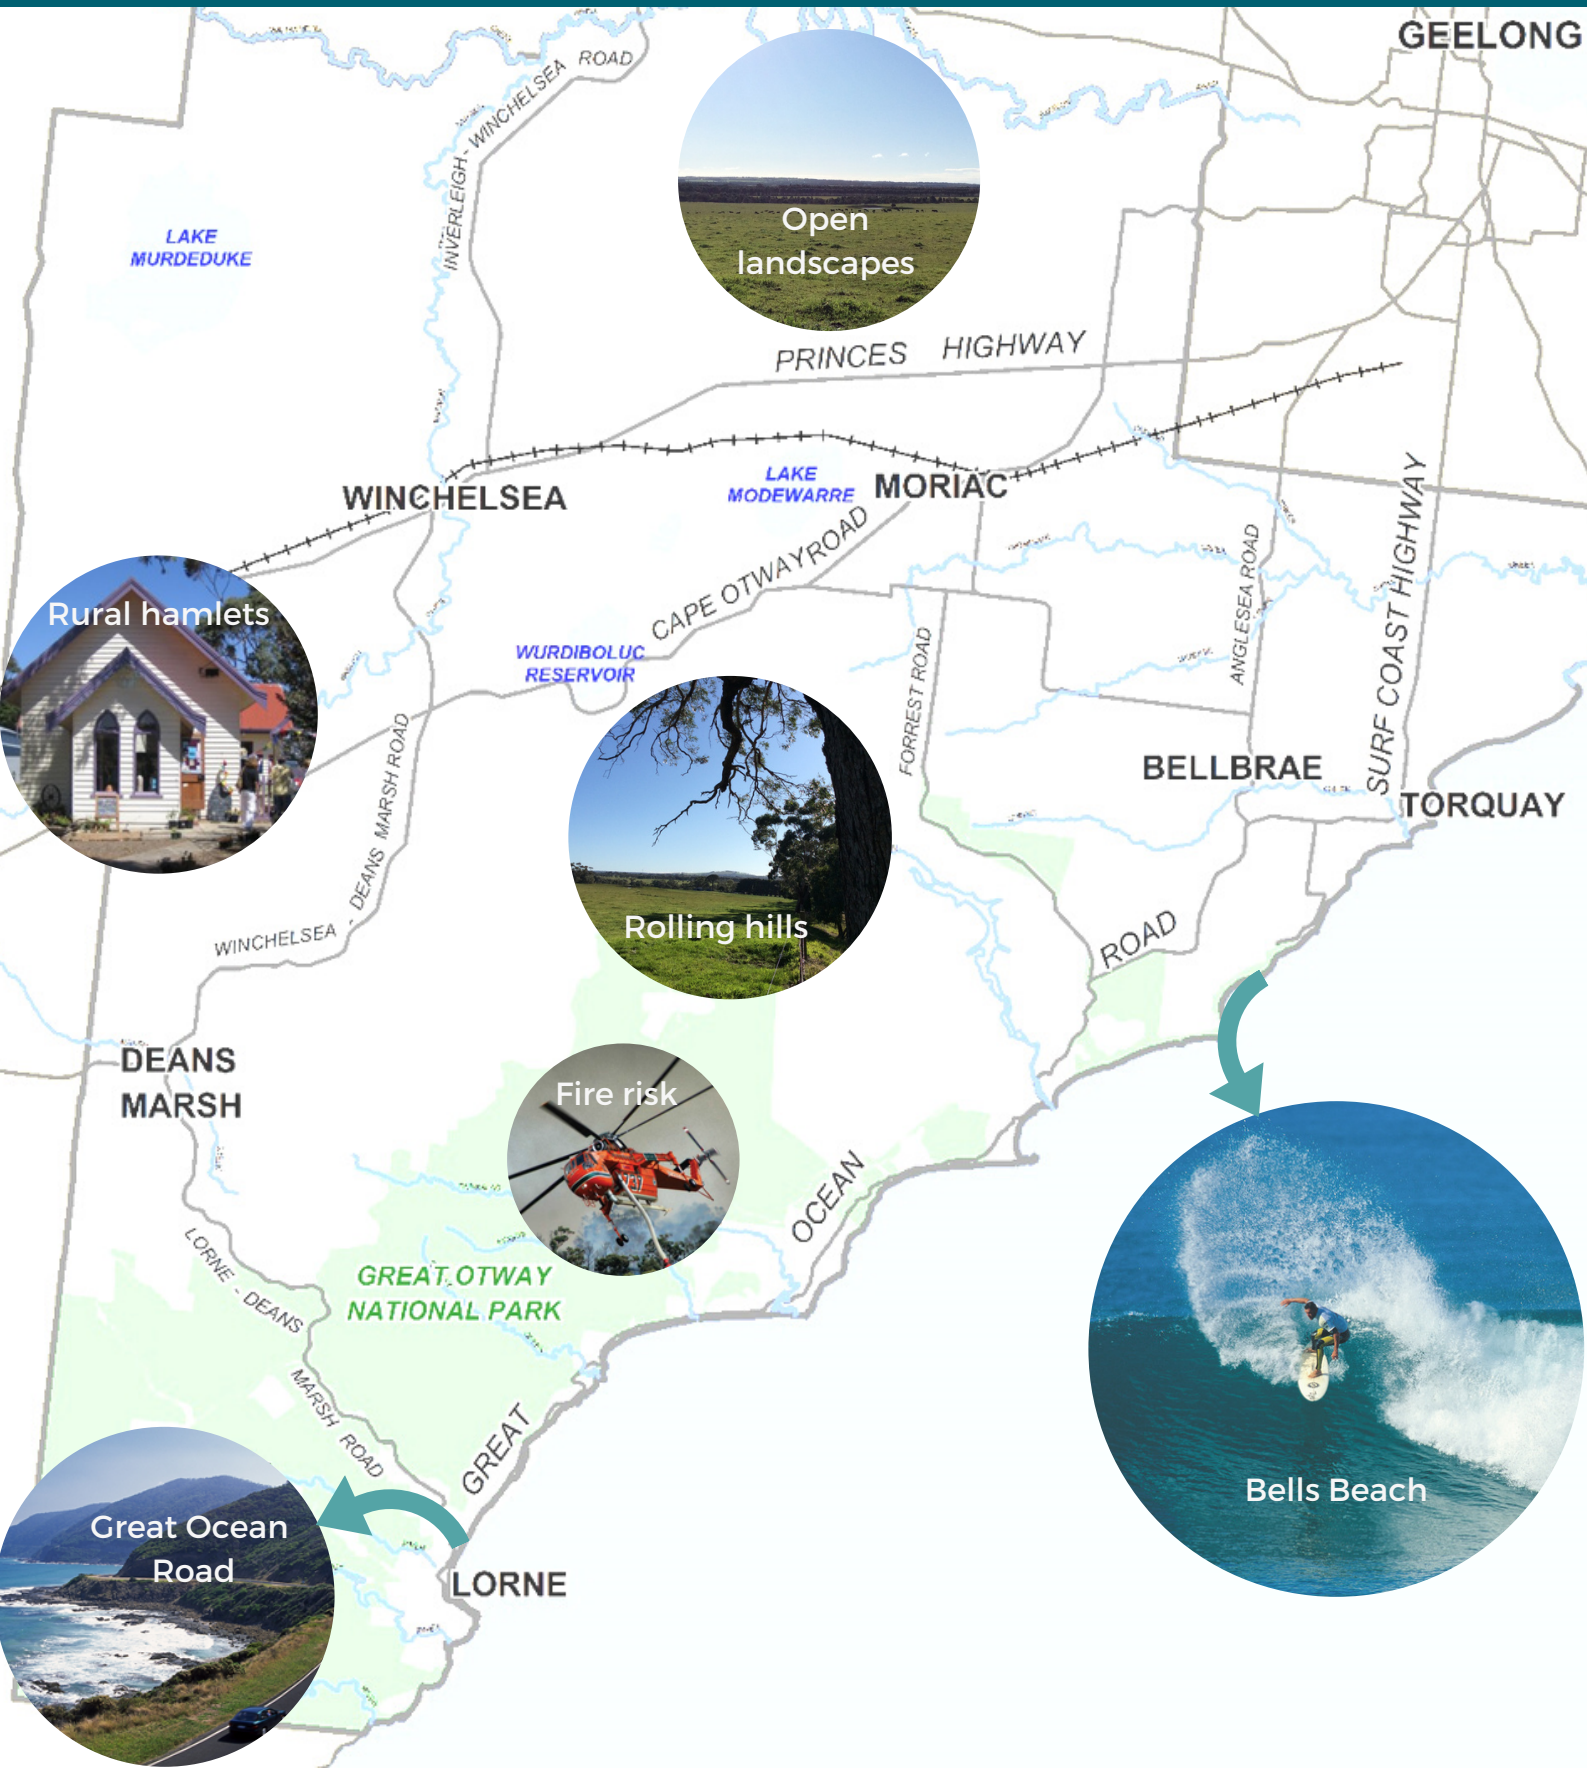 GEELONG
INVERLEIGH - WINCHELSEA ROAD
Open
landscapes
LAKE
MURDEDUKE
PRINCES HIGHWAY
WINCHELSEA
LAKE
MODEWARRE
MORIAC
CAPE OTWAY ROAD
Rural hamlets
WURDIBOLUC
RESERVOIR
FORREST ROAD
ANGLESEA ROAD
SURF COAST HIGHWAY
BELLBRAE
TORQUAY
WINCHELSEA - DEANS MARSH ROAD
Rolling hills
DEANS
MARSH
Fire risk
GREAT OCEAN ROAD
GREAT OTWAY
NATIONAL PARK
LORNE - DEANS MARSH ROAD
Bells Beach
Great Ocean
Road
LORNE